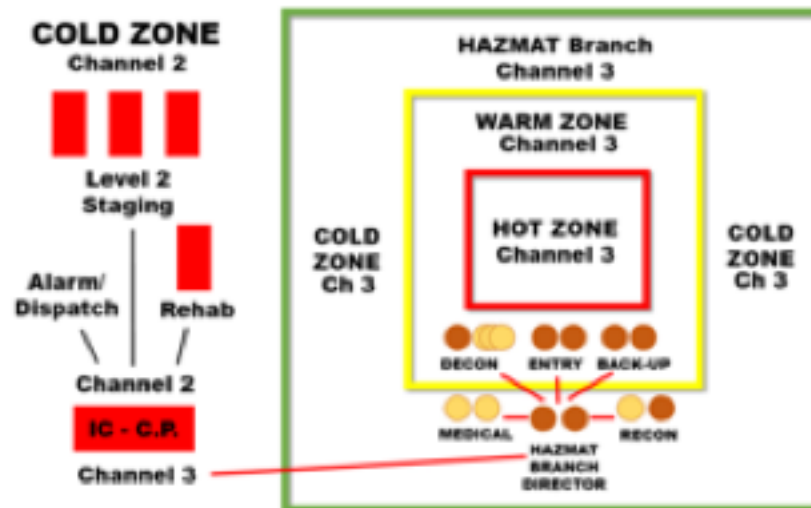 COLD ZONE
Channel 2
Level 2
Staging
Alarm/
Dispatch
Rehab
Channel 2
IC - C.P.
Channel 3
HAZMAT Branch
Channel 3
WARM ZONE
Channel 3
HOT ZONE
Channel 3
COLD
ZONE
Ch 3
COLD
ZONE
Ch 3
DECON
ENTRY
BACK-UP
MEDICAL
RECON
HAZMAT
BRANCH
DIRECTOR